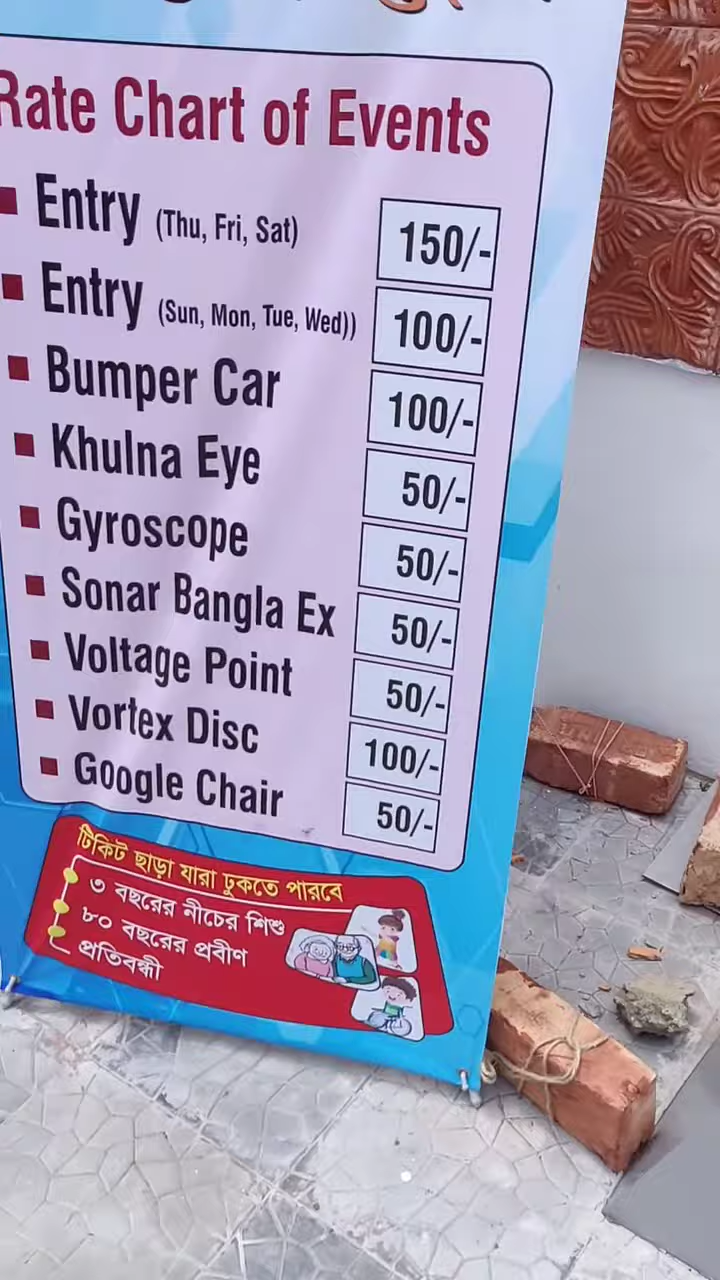 Rate Chart of Events
Entry (Thu, Fri, Sat) 150/-
Entry (Sun, Mon, Tue, Wed)) 100/-
Bumper Car 100/-
Khulna Eye 50/-
Gyroscope 50/-
Sonar Bangla Ex 50/-
Voltage Point 50/-
Vortex Disc 100/-
Google Chair 50/-
টিকিট ছাড়া যারা ঢুকতে পারবে
৩ বছরের নীচের শিশু
৮০ বছরের প্রবীণ
প্রতিবন্ধী